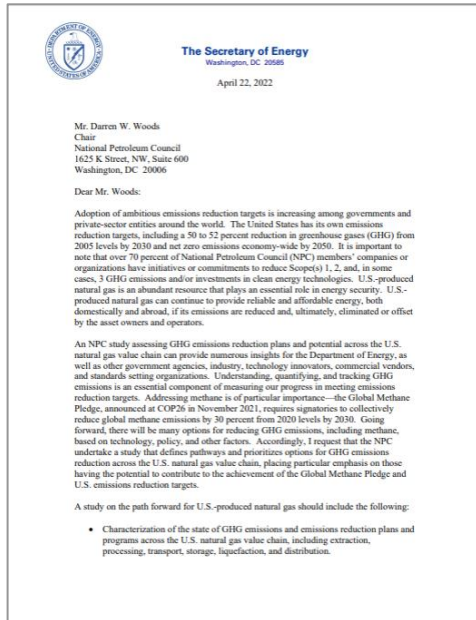 DEPARTMENT OF ENERGY
UNITED STATES OF AMERICA
The Secretary of Energy
Washington, DC 20585
April 22, 2022
Mr. Darren W. Woods
Chair
National Petroleum Council
1625 K Street, NW, Suite 600
Washington, DC 20006
Dear Mr. Woods:
Adoption of ambitious emissions reduction targets is increasing among governments and
private-sector entities around the world. The United States has its own emissions
reduction targets, including a 50 to 52 percent reduction in greenhouse gases (GHG) from
2005 levels by 2030 and net zero emissions economy-wide by 2050. It is important to
note that over 70 percent of National Petroleum Council (NPC) members' companies or
organizations have initiatives or commitments to reduce Scope(s) 1, 2, and, in some
cases, 3 GHG emissions and/or investments in clean energy technologies. U.S.-produced
natural gas is an abundant resource that plays an essential role in energy security. U.S.-
produced natural gas can continue to provide reliable and affordable energy, both
domestically and abroad, if its emissions are reduced and, ultimately, eliminated or offset
by the asset owners and operators.
An NPC study assessing GHG emissions reduction plans and potential across the U.S.
natural gas value chain can provide numerous insights for the Department of Energy, as
well as other government agencies, industry, technology innovators, commercial vendors,
and standards setting organizations. Understanding, quantifying, and tracking GHG
emissions is an essential component of measuring our progress in meeting emissions
reduction targets. Addressing methane is of particular importance—the Global Methane
Pledge, announced at COP26 in November 2021, requires signatories to collectively
reduce global methane emissions by 30 percent from 2020 levels by 2030. Going
forward, there will be many options for reducing GHG emissions, including methane,
based on technology, policy, and other factors. Accordingly, I request that the NPC
undertake a study that defines pathways and prioritizes options for GHG emissions
reduction across the U.S. natural gas value chain, placing particular emphasis on those
having the potential to contribute to the achievement of the Global Methane Pledge and
U.S. emissions reduction targets.
A study on the path forward for U.S.-produced natural gas should include the following:
• Characterization of the state of GHG emissions and emissions reduction plans and
programs across the U.S. natural gas value chain, including extraction,
processing, transport, storage, liquefaction, and distribution.